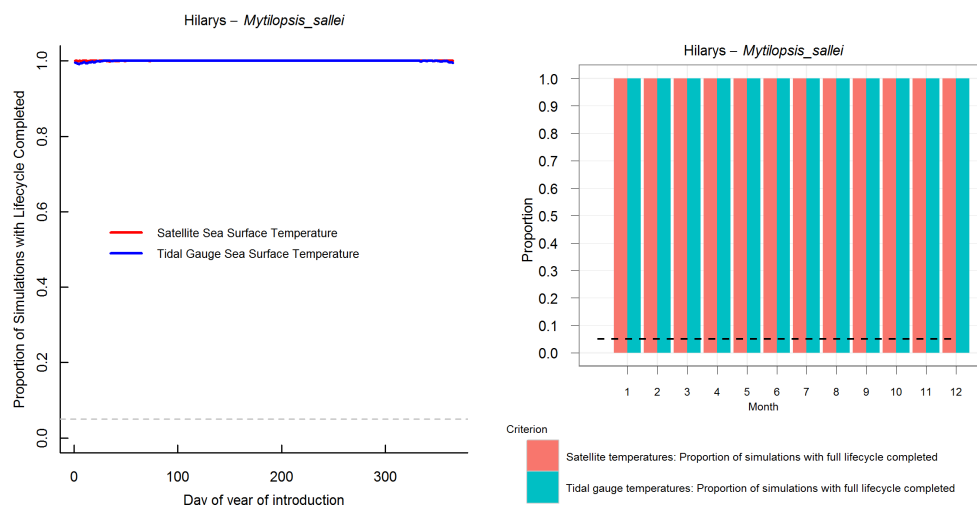 Hilarys – Mytilopsis_sallei
Proportion of Simulations with Lifecycle Completed
1.0
0.8
0.6
0.4
0.2
0.0
Satellite Sea Surface Temperature
Tidal Gauge Sea Surface Temperature
0
100
200
300
Day of year of introduction
Hilarys – Mytilopsis_sallei
Proportion
1.0
0.9
0.8
0.7
0.6
0.5
0.4
0.3
0.2
0.1
0.0
1 2 3 4 5 6 7 8 9 10 11 12
Month
Criterion
Satellite temperatures: Proportion of simulations with full lifecycle completed
Tidal gauge temperatures: Proportion of simulations with full lifecycle completed